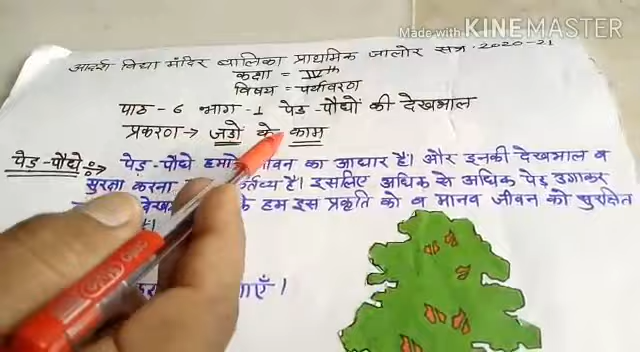 Made with KINEMASTER
आदर्श विद्या मंदिर बालिका प्राथमिक जालोर सत्र. 2020-21
कक्षा = IVth
विषय = पर्यावरण
पाठ - 6 भाग -1 पेड-पौधों की देखभाल
प्रकरण → जडो के काम
पेड़-पौधे :→ पेड़-पौधे हमारे जीवन का आधार है। और इनकी देखभाल व
सुरक्षा करना र्तव्य है। इसलिए अधिक से अधिक पेड़ उगाकर
हम इस प्रकृति को व मानव जीवन को सुरक्षित